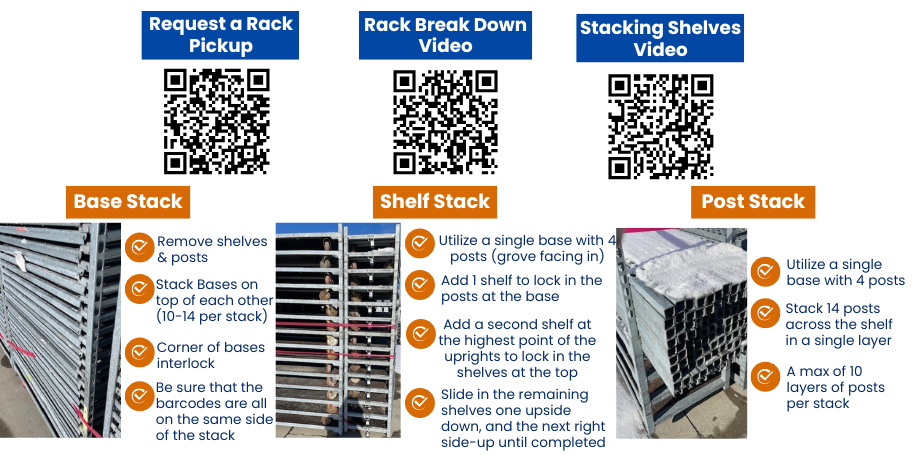 Request a Rack
Pickup
Rack Break Down
Video
Stacking Shelves
Video
Base Stack
Remove shelves
& posts
Stack Bases on
top of each other
(10-14 per stack)
Corner of bases
interlock
Be sure that the
barcodes are all
on the same side
of the stack
Shelf Stack
Utilize a single base with 4
posts (grove facing in)
Add 1 shelf to lock in the
posts at the base
Add a second shelf at
the highest point of the
uprights to lock in the
shelves at the top
Slide in the remaining
shelves one upside
down, and the next right
side-up until completed
Post Stack
Utilize a single
base with 4 posts
Stack 14 posts
across the shelf
in a single layer
A max of 10
layers of posts
per stack